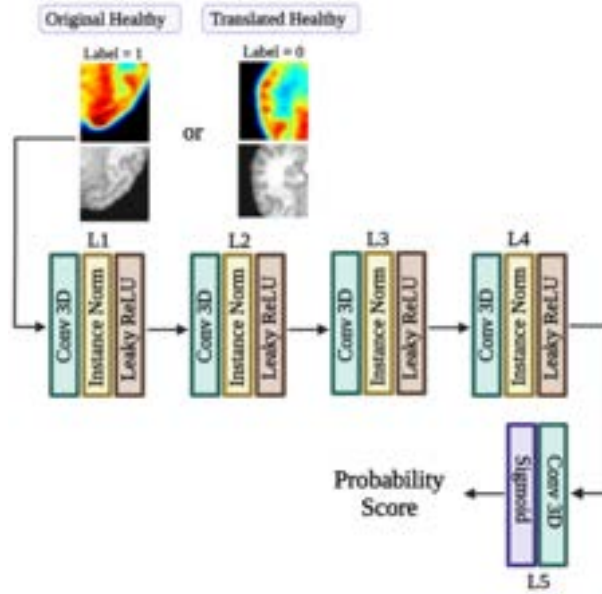 Original Healthy
Translated Healthy
Label = 1
Label = 0
or
L1
L2
L3
L4
Conv 3D
Instance Norm
Leaky ReLU
Conv 3D
Instance Norm
Leaky ReLU
Conv 3D
Instance Norm
Leaky ReLU
Conv 3D
Instance Norm
Leaky ReLU
Probability
Score
Sigmoid
Conv 3D
L5